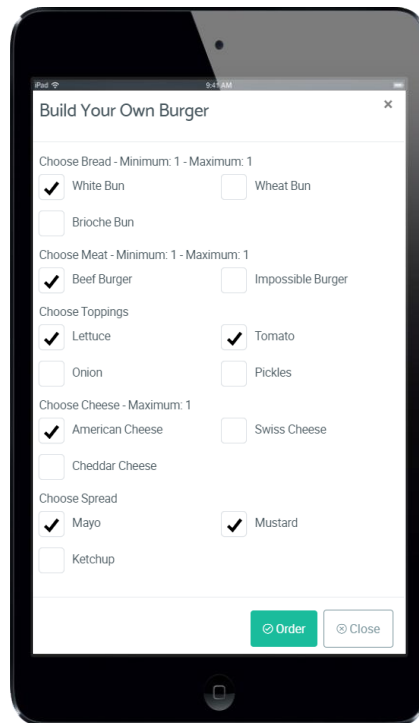 iPad 9:41 AM
Build Your Own Burger ×
Choose Bread - Minimum: 1 - Maximum: 1
White Bun Wheat Bun
Brioche Bun
Choose Meat - Minimum: 1 - Maximum: 1
Beef Burger Impossible Burger
Choose Toppings
Lettuce Tomato
Onion Pickles
Choose Cheese - Maximum: 1
American Cheese Swiss Cheese
Cheddar Cheese
Choose Spread
Mayo Mustard
Ketchup
Order Close